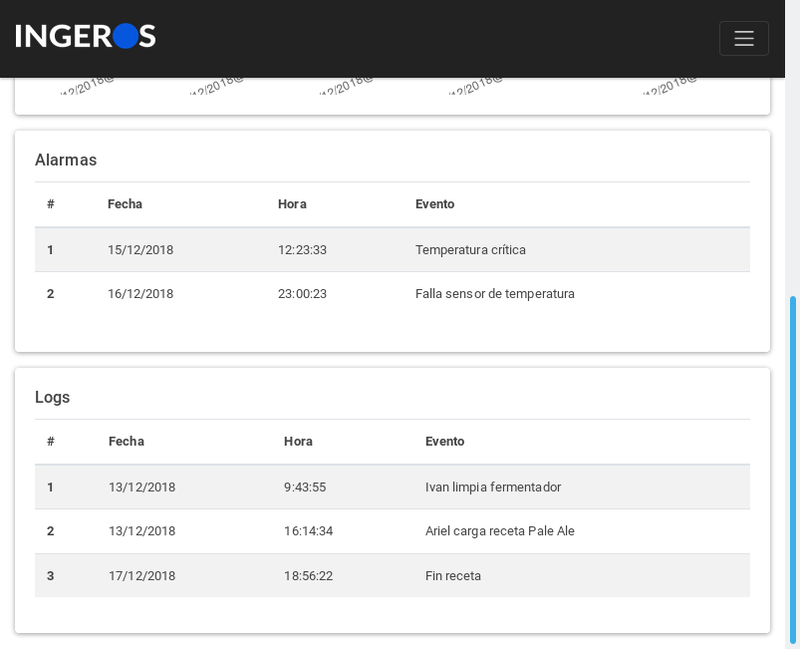 INGEROS
12/2018@ 12/2018@ 12/2018@ 12/2018@ 12/2018@
Alarmas
# Fecha Hora Evento
1 15/12/2018 12:23:33 Temperatura crítica
2 16/12/2018 23:00:23 Falla sensor de temperatura
Logs
# Fecha Hora Evento
1 13/12/2018 9:43:55 Ivan limpia fermentador
2 13/12/2018 16:14:34 Ariel carga receta Pale Ale
3 17/12/2018 18:56:22 Fin receta